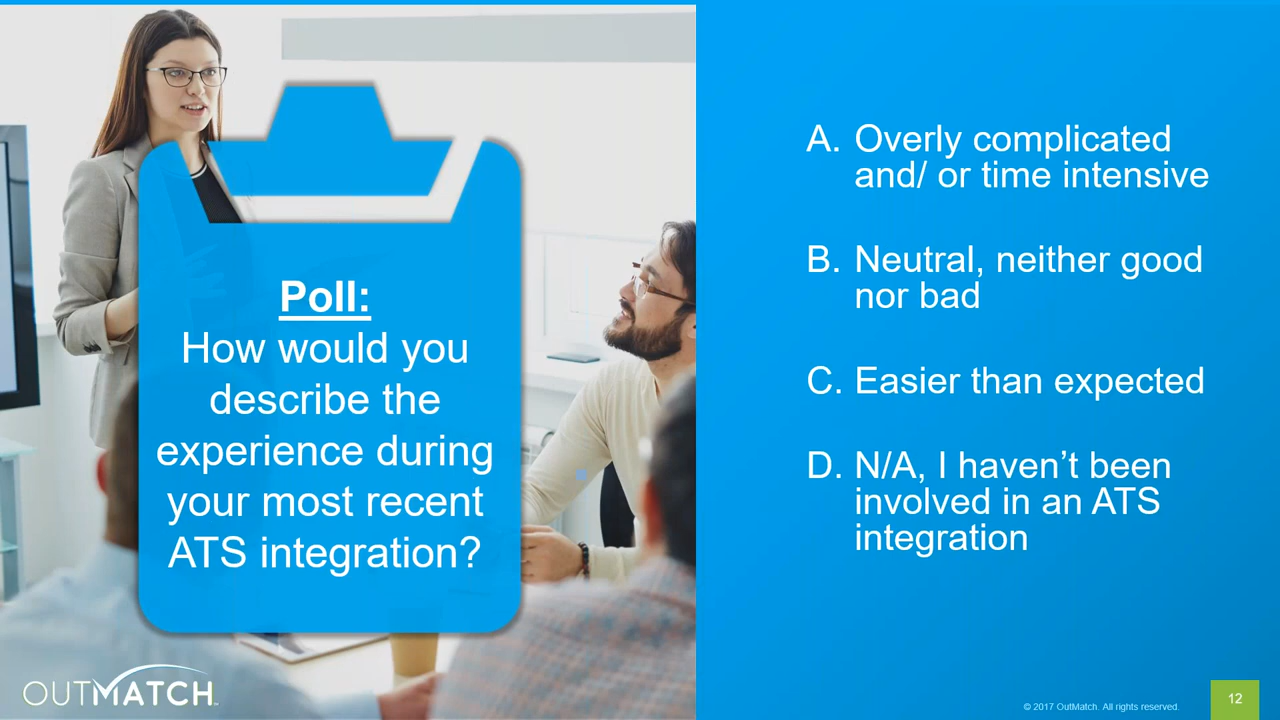 Poll:
How would you
describe the
experience during
your most recent
ATS integration?
A. Overly complicated
and/ or time intensive
B. Neutral, neither good
nor bad
C. Easier than expected
D. N/A, I haven’t been
involved in an ATS
integration
OUTMATCH
© 2017 OutMatch. All rights reserved.
12